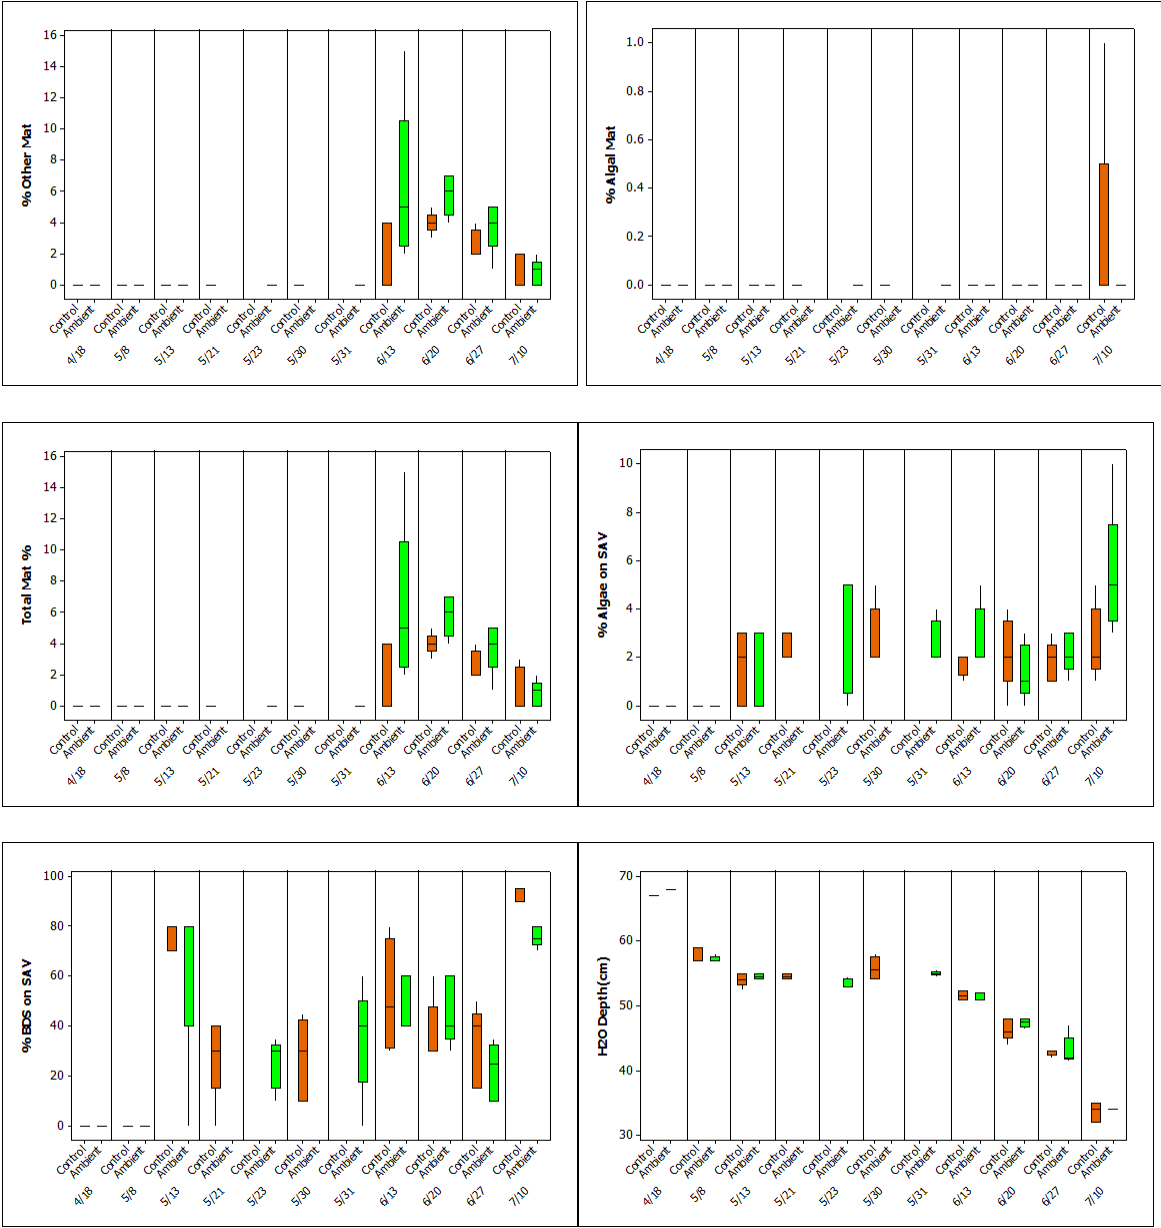 % Other Mat
16
14
12
10
8
6
4
2
0
Control Ambient Control Ambient Control Ambient Control Ambient Control Ambient Control Ambient Control Ambient Control Ambient Control Ambient Control Ambient Control Ambient
4/18 5/8 5/13 5/21 5/23 5/30 5/31 6/13 6/20 6/27 7/10
% Algal Mat
1.0
0.8
0.6
0.4
0.2
0.0
Control Ambient Control Ambient Control Ambient Control Ambient Control Ambient Control Ambient Control Ambient Control Ambient Control Ambient Control Ambient Control Ambient
4/18 5/8 5/13 5/21 5/23 5/30 5/31 6/13 6/20 6/27 7/10
Total Mat %
16
14
12
10
8
6
4
2
0
Control Ambient Control Ambient Control Ambient Control Ambient Control Ambient Control Ambient Control Ambient Control Ambient Control Ambient Control Ambient Control Ambient
4/18 5/8 5/13 5/21 5/23 5/30 5/31 6/13 6/20 6/27 7/10
% Algae on SAV
10
8
6
4
2
0
Control Ambient Control Ambient Control Ambient Control Ambient Control Ambient Control Ambient Control Ambient Control Ambient Control Ambient Control Ambient Control Ambient
4/18 5/8 5/13 5/21 5/23 5/30 5/31 6/13 6/20 6/27 7/10
% BDS on SAV
100
80
60
40
20
0
Control Ambient Control Ambient Control Ambient Control Ambient Control Ambient Control Ambient Control Ambient Control Ambient Control Ambient Control Ambient Control Ambient
4/18 5/8 5/13 5/21 5/23 5/30 5/31 6/13 6/20 6/27 7/10
H2O Depth(cm)
70
60
50
40
30
Control Ambient Control Ambient Control Ambient Control Ambient Control Ambient Control Ambient Control Ambient Control Ambient Control Ambient Control Ambient Control Ambient
4/18 5/8 5/13 5/21 5/23 5/30 5/31 6/13 6/20 6/27 7/10